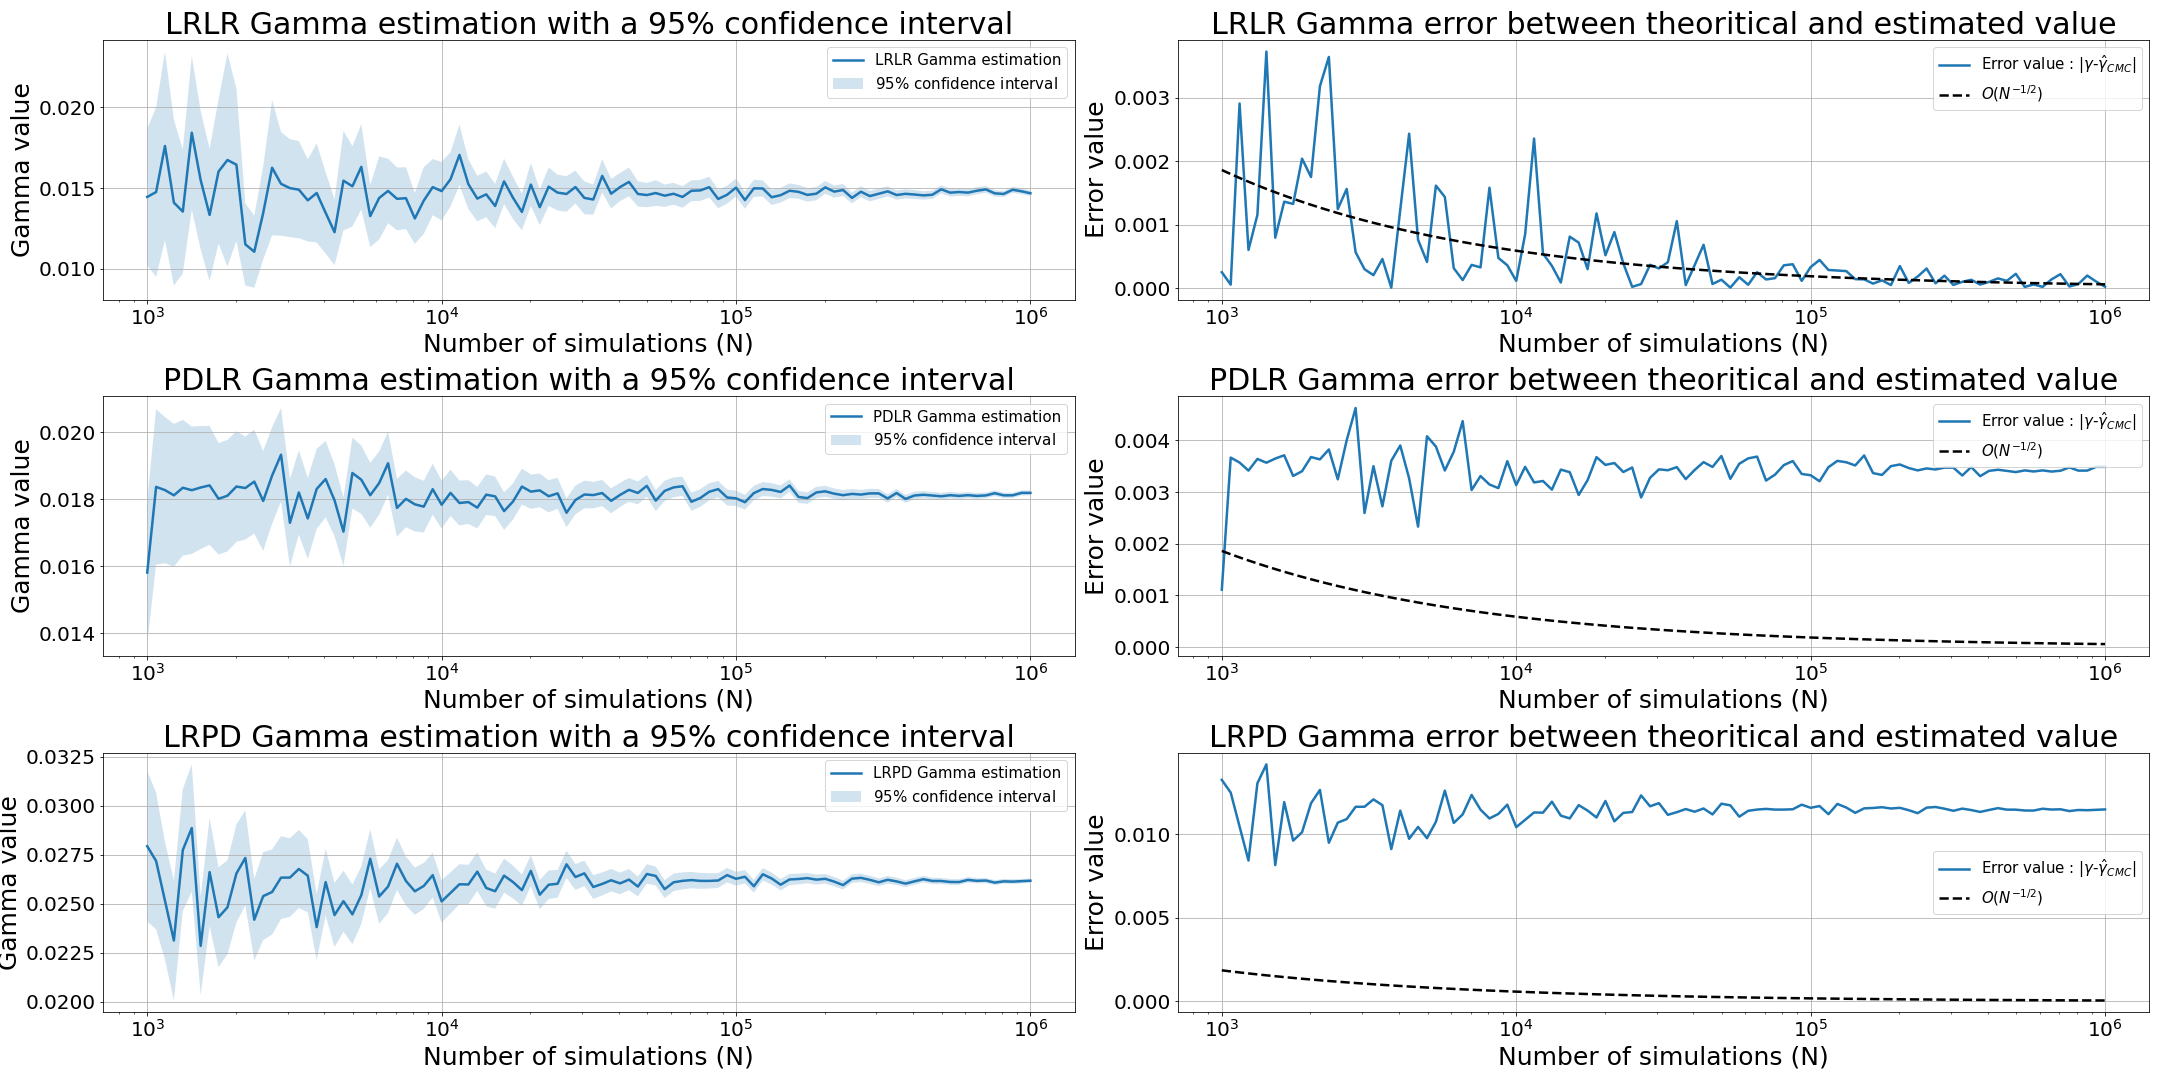 LRLR Gamma estimation with a 95% confidence interval
Gamma value
0.020
0.015
0.010
LRLR Gamma estimation
95% confidence interval
10³ 10⁴ 10⁵ 10⁶
Number of simulations (N)
LRLR Gamma error between theoritical and estimated value
Error value
0.003
0.002
0.001
0.000
Error value : |γ-γ̂_CMC|
O(N^−1/2)
10³ 10⁴ 10⁵ 10⁶
Number of simulations (N)
PDLR Gamma estimation with a 95% confidence interval
Gamma value
0.020
0.018
0.016
0.014
PDLR Gamma estimation
95% confidence interval
10³ 10⁴ 10⁵ 10⁶
Number of simulations (N)
PDLR Gamma error between theoritical and estimated value
Error value
0.004
0.003
0.002
0.001
0.000
Error value : |γ-γ̂_CMC|
O(N^−1/2)
10³ 10⁴ 10⁵ 10⁶
Number of simulations (N)
LRPD Gamma estimation with a 95% confidence interval
Gamma value
0.0325
0.0300
0.0275
0.0250
0.0225
0.0200
LRPD Gamma estimation
95% confidence interval
10³ 10⁴ 10⁵ 10⁶
Number of simulations (N)
LRPD Gamma error between theoritical and estimated value
Error value
0.010
0.005
0.000
Error value : |γ-γ̂_CMC|
O(N^−1/2)
10³ 10⁴ 10⁵ 10⁶
Number of simulations (N)